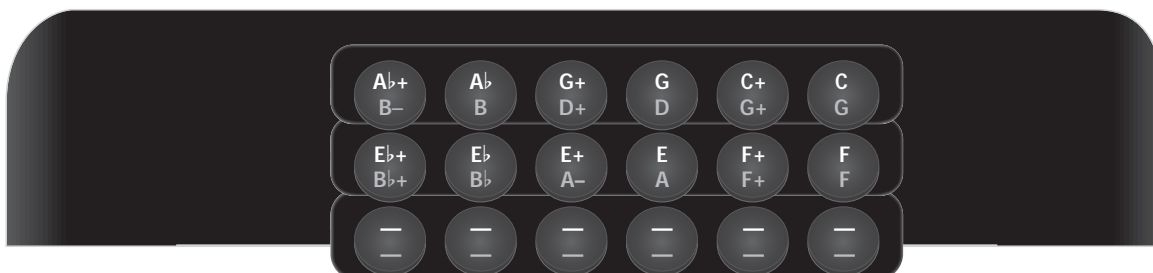 A♭+ A♭ G+ G C+ C
B– B D+ D G+ G
E♭+ E♭ E+ E F+ F
B♭+ B♭ A– A F+ F
— — — — — —
— — — — — —